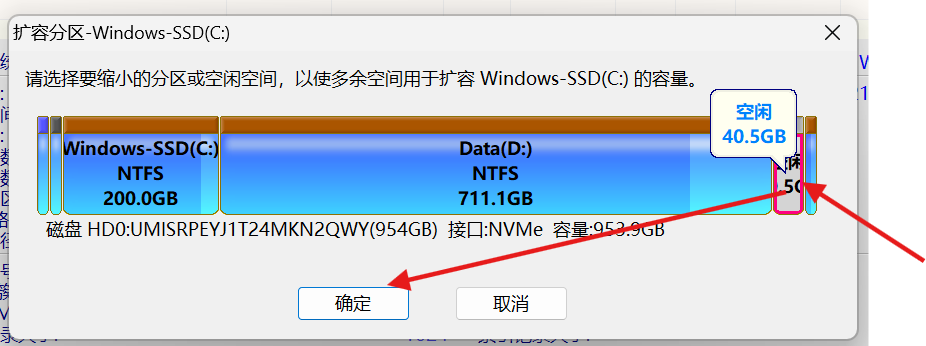 扩容分区-Windows-SSD(C:)
请选择要缩小的分区或空闲空间，以使多余空间用于扩容 Windows-SSD(C:) 的容量。
空闲
40.5GB
Windows-SSD(C:)
NTFS
200.0GB
Data(D:)
NTFS
711.1GB
磁盘 HD0:UMISRPEYJ1T24MKN2QWY(954GB) 接口:NVMe 容量:953.9GB
确定
取消